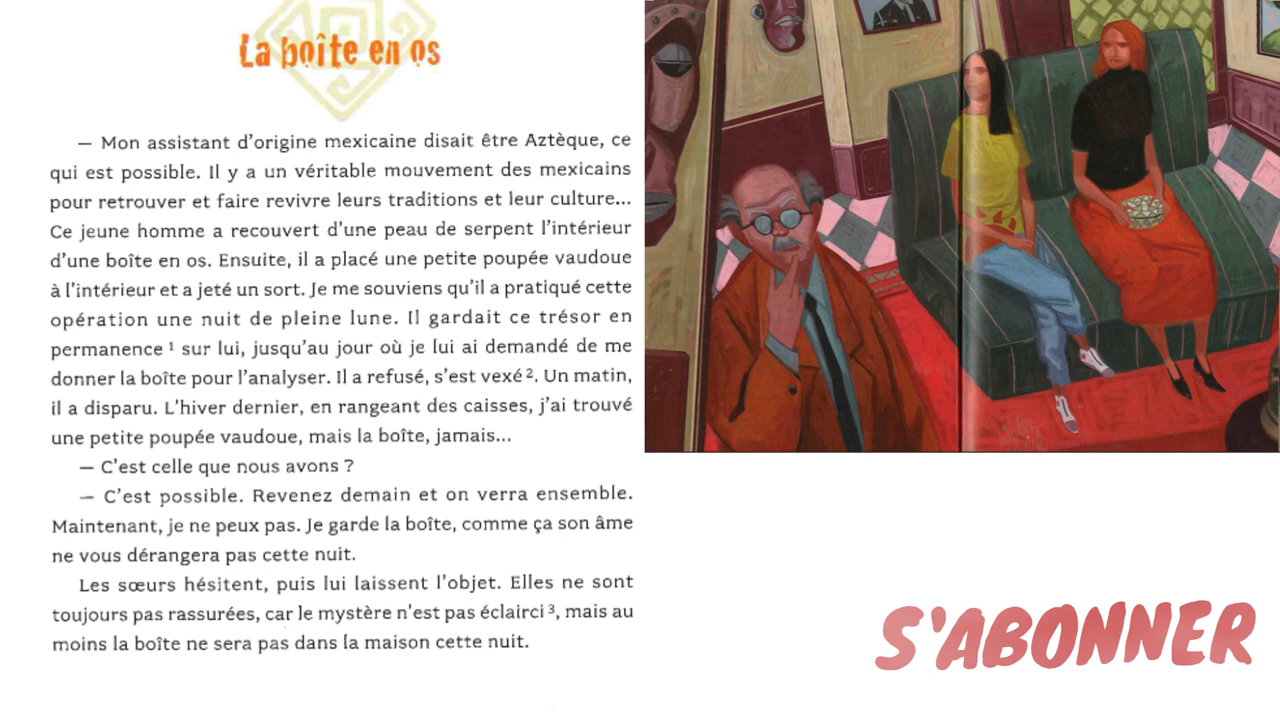 La boîte en os
— Mon assistant d'origine mexicaine disait être Aztèque, ce
qui est possible. Il y a un véritable mouvement des mexicains
pour retrouver et faire revivre leurs traditions et leur culture...
Ce jeune homme a recouvert d'une peau de serpent l'intérieur
d'une boîte en os. Ensuite, il a placé une petite poupée vaudoue
à l'intérieur et a jeté un sort. Je me souviens qu'il a pratiqué cette
opération une nuit de pleine lune. Il gardait ce trésor en
permanence ¹ sur lui, jusqu'au jour où je lui ai demandé de me
donner la boîte pour l'analyser. Il a refusé, s'est vexé ². Un matin,
il a disparu. L'hiver dernier, en rangeant des caisses, j'ai trouvé
une petite poupée vaudoue, mais la boîte, jamais...
— C'est celle que nous avons ?
— C'est possible. Revenez demain et on verra ensemble.
Maintenant, je ne peux pas. Je garde la boîte, comme ça son âme
ne vous dérangera pas cette nuit.
Les sœurs hésitent, puis lui laissent l'objet. Elles ne sont
toujours pas rassurées, car le mystère n'est pas éclairci ³, mais au
moins la boîte ne sera pas dans la maison cette nuit.
S'ABONNER